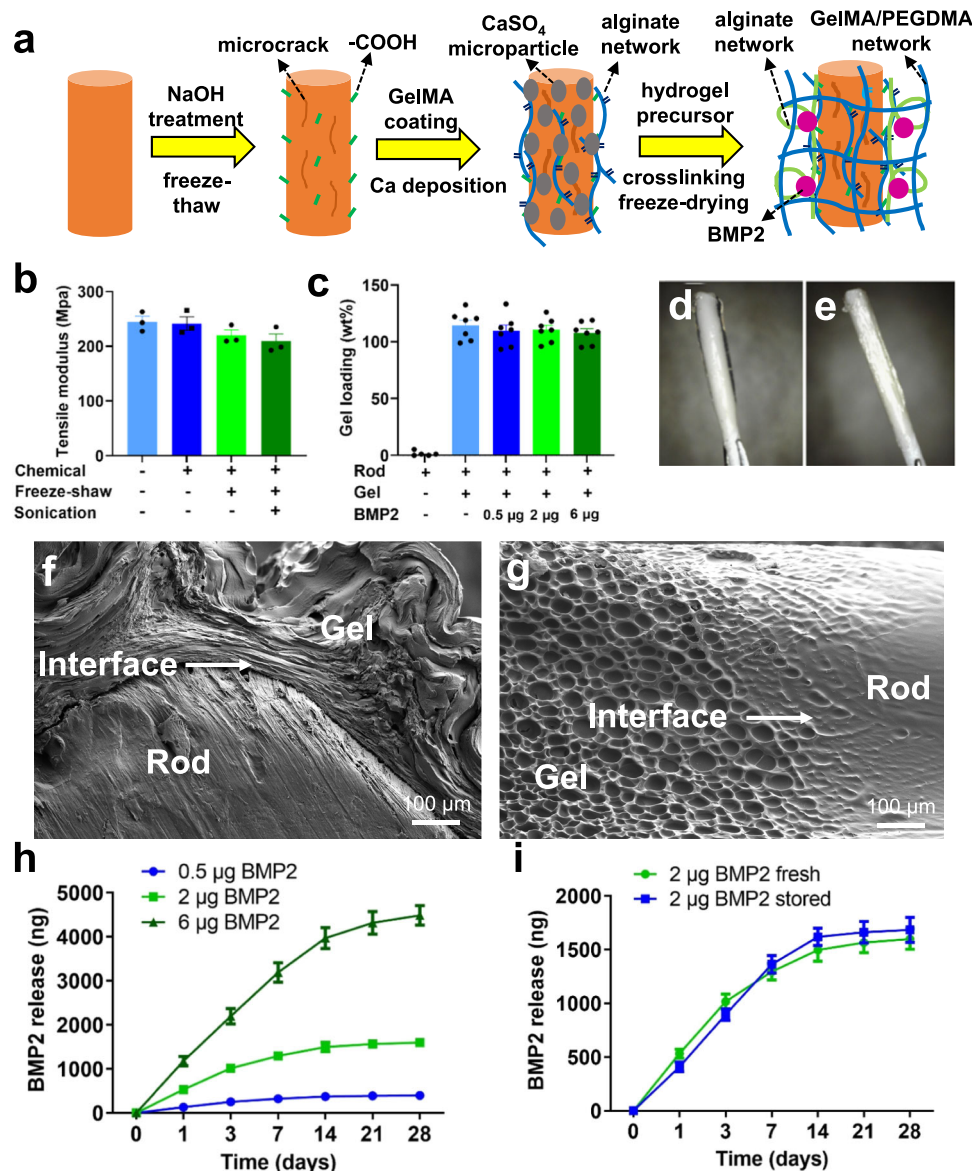 a
microcrack
-COOH
CaSO4
microparticle
alginate
network
alginate
network
GelMA/PEGDMA
network
NaOH
treatment
freeze-
thaw
GelMA
coating
Ca deposition
hydrogel
precursor
crosslinking
freeze-drying
BMP2
b
Tensile modulus (Mpa)
300
200
100
0
Chemical - + + +
Freeze-shaw - - + +
Sonication - - - +
c
Gel loading (wt%)
150
100
50
0
Rod + + + + +
Gel - + + + +
BMP2 - - 0.5 µg 2 µg 6 µg
d
e
f
Gel
Interface
Rod
100 µm
g
Rod
Interface
Gel
100 µm
h
0.5 µg BMP2
2 µg BMP2
6 µg BMP2
BMP2 release (ng)
5000
4000
3000
2000
1000
0
0 1 3 7 14 21 28
Time (days)
i
2 µg BMP2 fresh
2 µg BMP2 stored
BMP2 release (ng)
2000
1500
1000
500
0
0 1 3 7 14 21 28
Time (days)